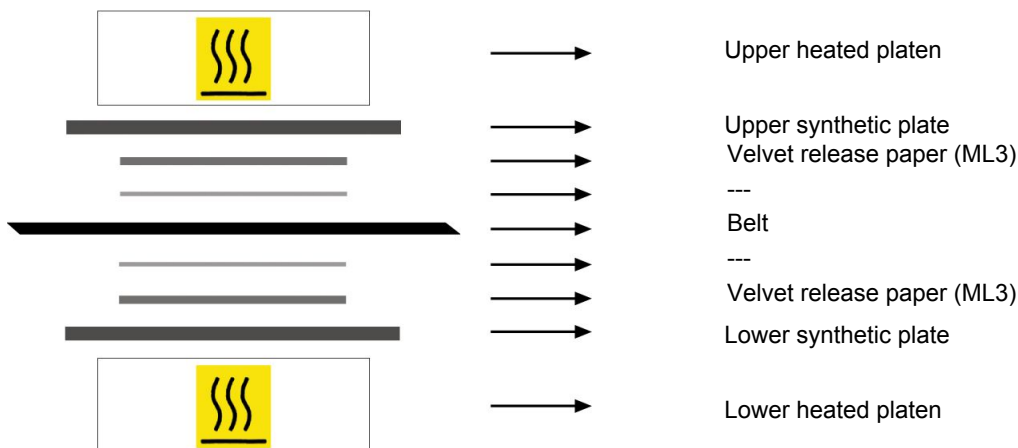 Upper heated platen
Upper synthetic plate
Velvet release paper (ML3)
---
Belt
---
Velvet release paper (ML3)
Lower synthetic plate
Lower heated platen